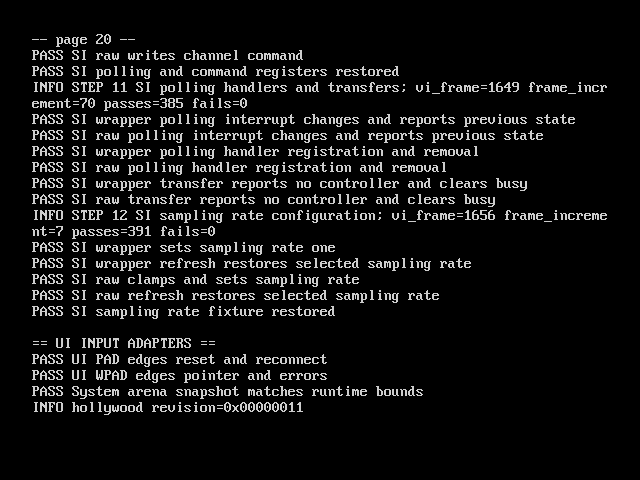 -- page 20 --
PASS SI raw writes channel command
PASS SI polling and command registers restored
INFO STEP 11 SI polling handlers and transfers; vi_frame=1649 frame_incr
ement=70 passes=385 fails=0
PASS SI wrapper polling interrupt changes and reports previous state
PASS SI raw polling interrupt changes and reports previous state
PASS SI wrapper polling handler registration and removal
PASS SI raw polling handler registration and removal
PASS SI wrapper transfer reports no controller and clears busy
PASS SI raw transfer reports no controller and clears busy
INFO STEP 12 SI sampling rate configuration; vi_frame=1656 frame_increme
nt=7 passes=391 fails=0
PASS SI wrapper sets sampling rate one
PASS SI wrapper refresh restores selected sampling rate
PASS SI raw clamps and sets sampling rate
PASS SI raw refresh restores selected sampling rate
PASS SI sampling rate fixture restored
== UI INPUT ADAPTERS ==
PASS UI PAD edges reset and reconnect
PASS UI WPAD edges pointer and errors
PASS System arena snapshot matches runtime bounds
INFO hollywood revision=0x00000011